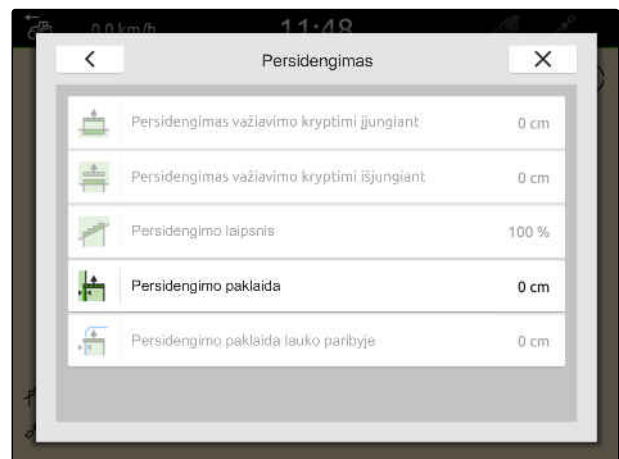 0.0 km/h
11:48
Persidengimas
Persidengimas važiavimo kryptimi įjungiant
0 cm
Persidengimas važiavimo kryptimi išjungiant
0 cm
Persidengimo laipsnis
100 %
Persidengimo paklaida
0 cm
Persidengimo paklaida lauko paribyje
0 cm